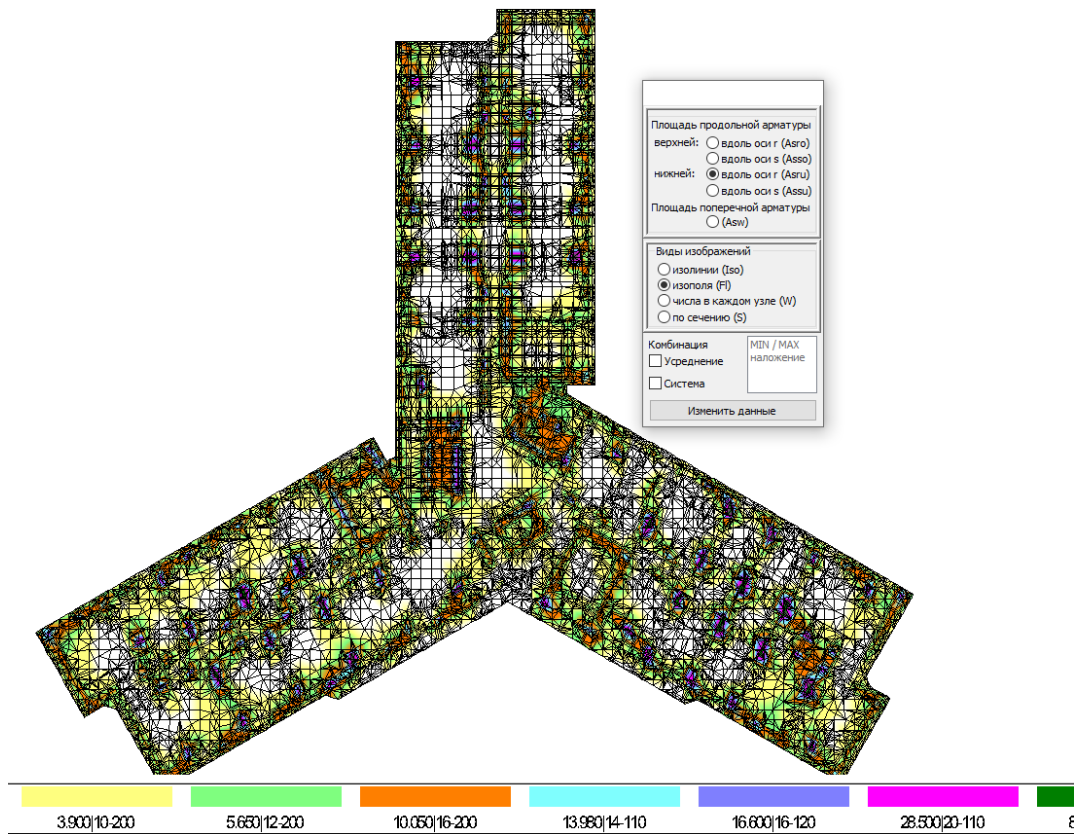 Площадь продольной арматуры
верхней: вдоль оси r (Asro)
вдоль оси s (Asso)
нижней: вдоль оси r (Asru)
вдоль оси s (Assu)
Площадь поперечной арматуры
(Asw)
Виды изображений
изолинии (Iso)
изополя (Fl)
числа в каждом узле (W)
по сечению (S)
Комбинация
MIN / MAX
наложение
Усреднение
Система
Изменить данные
3.900|10-200 5.650|12-200 10.050|16-200 13.980|14-110 16.600|16-120 28.500|20-110 8